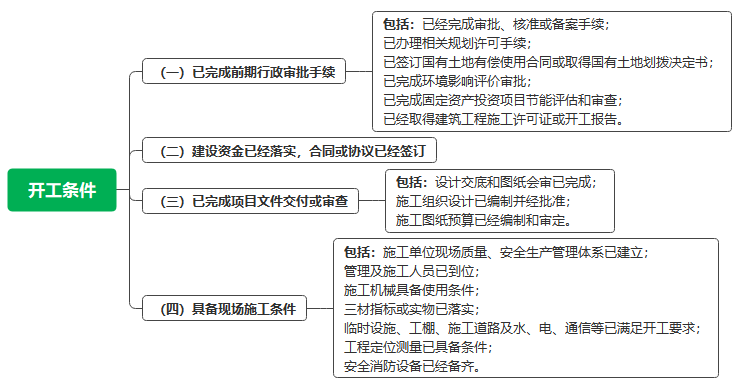 开工条件
（一）已完成前期行政审批手续
包括：已经完成审批、核准或备案手续；
已办理相关规划许可手续；
已签订国有土地有偿使用合同或取得国有土地划拨决定书；
已完成环境影响评价审批；
已完成固定资产投资项目节能评估和审查；
已经取得建筑工程施工许可证或开工报告。
（二）建设资金已经落实，合同或协议已经签订
（三）已完成项目文件交付或审查
包括：设计交底和图纸会审已完成；
施工组织设计已编制并经批准；
施工图纸预算已经编制和审定。
（四）具备现场施工条件
包括：施工单位现场质量、安全生产管理体系已建立；
管理及施工人员已到位；
施工机械具备使用条件；
三材指标或实物已落实；
临时设施、工棚、施工道路及水、电、通信等已满足开工要求；
工程定位测量已具备条件；
安全消防设备已经备齐。